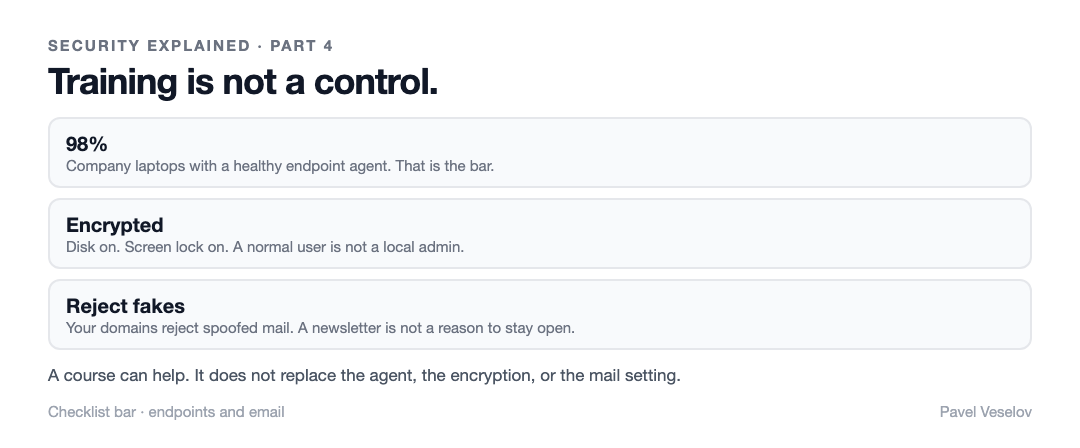 SECURITY EXPLAINED · PART 4
Training is not a control.
98%
Company laptops with a healthy endpoint agent. That is the bar.
Encrypted
Disk on. Screen lock on. A normal user is not a local admin.
Reject fakes
Your domains reject spoofed mail. A newsletter is not a reason to stay open.
A course can help. It does not replace the agent, the encryption, or the mail setting.
Checklist bar · endpoints and email
Pavel Veselov